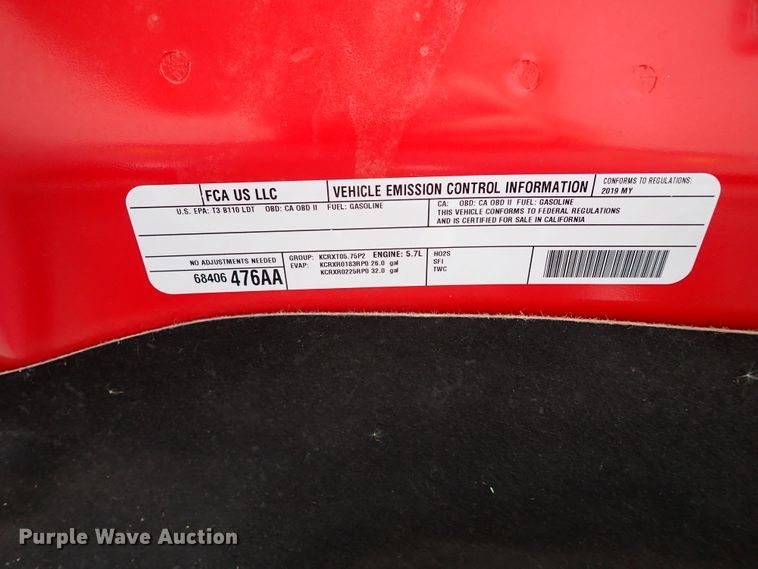 FCA US LLC
VEHICLE EMISSION CONTROL INFORMATION
CONFORMS TO REGULATIONS:
2019 MY
U.S. EPA: T3 B110 LDT OBD: CA OBD II FUEL: GASOLINE
CA: OBD: CA OBD II FUEL: GASOLINE
THIS VEHICLE CONFORMS TO FEDERAL REGULATIONS
AND IS CERTIFIED FOR SALE IN CALIFORNIA
NO ADJUSTMENTS NEEDED
68406 476AA
GROUP: KCRXT05.75P2 ENGINE: 5.7L
EVAP: KCRXR0183RP0 26.0 gal
KCRXR0225RP0 32.0 gal
HO2S
SFI
TWC
Purple Wave Auction